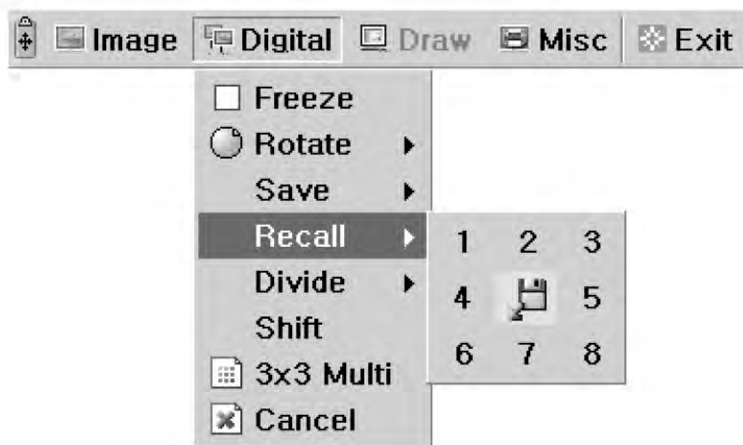 Image Digital Draw Misc Exit
Freeze
Rotate
Save
Recall
1 2 3
Divide
4 5
Shift
6 7 8
3x3 Multi
Cancel